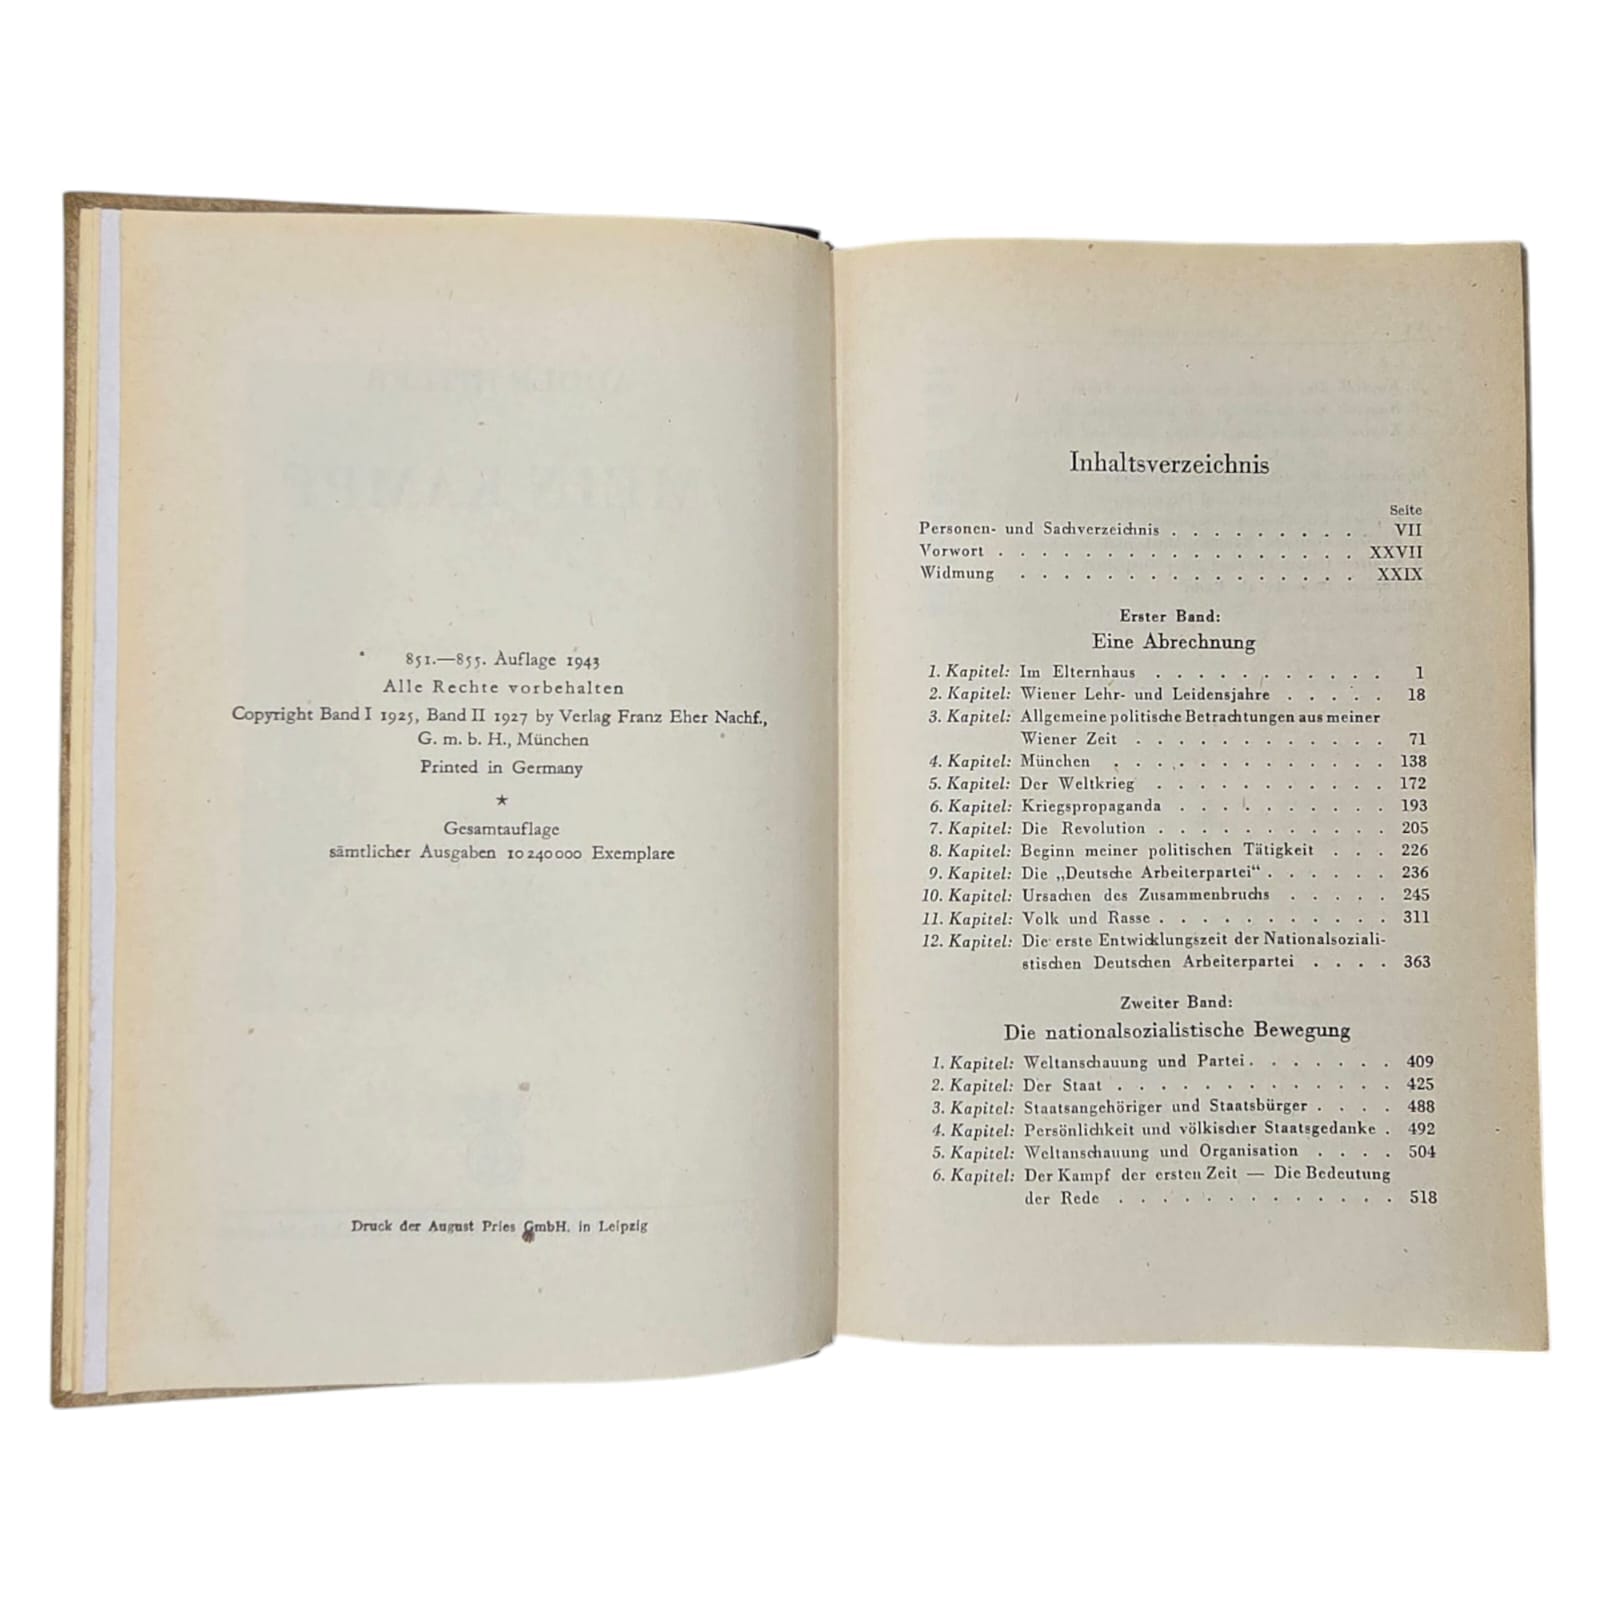 851.—855. Auflage 1943
Alle Rechte vorbehalten
Copyright Band I 1925, Band II 1927 by Verlag Franz Eher Nachf.,
G. m. b. H., München
Printed in Germany
★
Gesamtauflage
sämtlicher Ausgaben 10 240 000 Exemplare
Druck der August Pries GmbH. in Leipzig
Inhaltsverzeichnis
Seite
Personen- und Sachverzeichnis . . . . . . . . . . VII
Vorwort . . . . . . . . . . . . . . . . . XXVII
Widmung . . . . . . . . . . . . . . . . XXIX
Erster Band:
Eine Abrechnung
1. Kapitel: Im Elternhaus . . . . . . . . . . . 1
2. Kapitel: Wiener Lehr- und Leidensjahre . . . . . 18
3. Kapitel: Allgemeine politische Betrachtungen aus meiner
Wiener Zeit . . . . . . . . . . . . 71
4. Kapitel: München . . . . . . . . . . . . . 138
5. Kapitel: Der Weltkrieg . . . . . . . . . . . 172
6. Kapitel: Kriegspropaganda . . . . . . . . . . 193
7. Kapitel: Die Revolution . . . . . . . . . . . 205
8. Kapitel: Beginn meiner politischen Tätigkeit . . . 226
9. Kapitel: Die „Deutsche Arbeiterpartei“ . . . . . . 236
10. Kapitel: Ursachen des Zusammenbruchs . . . . . 245
11. Kapitel: Volk und Rasse . . . . . . . . . . . 311
12. Kapitel: Die erste Entwicklungszeit der Nationalsoziali-
stischen Deutschen Arbeiterpartei . . . . 363
Zweiter Band:
Die nationalsozialistische Bewegung
1. Kapitel: Weltanschauung und Partei . . . . . . . 409
2. Kapitel: Der Staat . . . . . . . . . . . . . 425
3. Kapitel: Staatsangehöriger und Staatsbürger . . . . 488
4. Kapitel: Persönlichkeit und völkischer Staatsgedanke . 492
5. Kapitel: Weltanschauung und Organisation . . . . 504
6. Kapitel: Der Kampf der ersten Zeit — Die Bedeutung
der Rede . . . . . . . . . . . . . 518